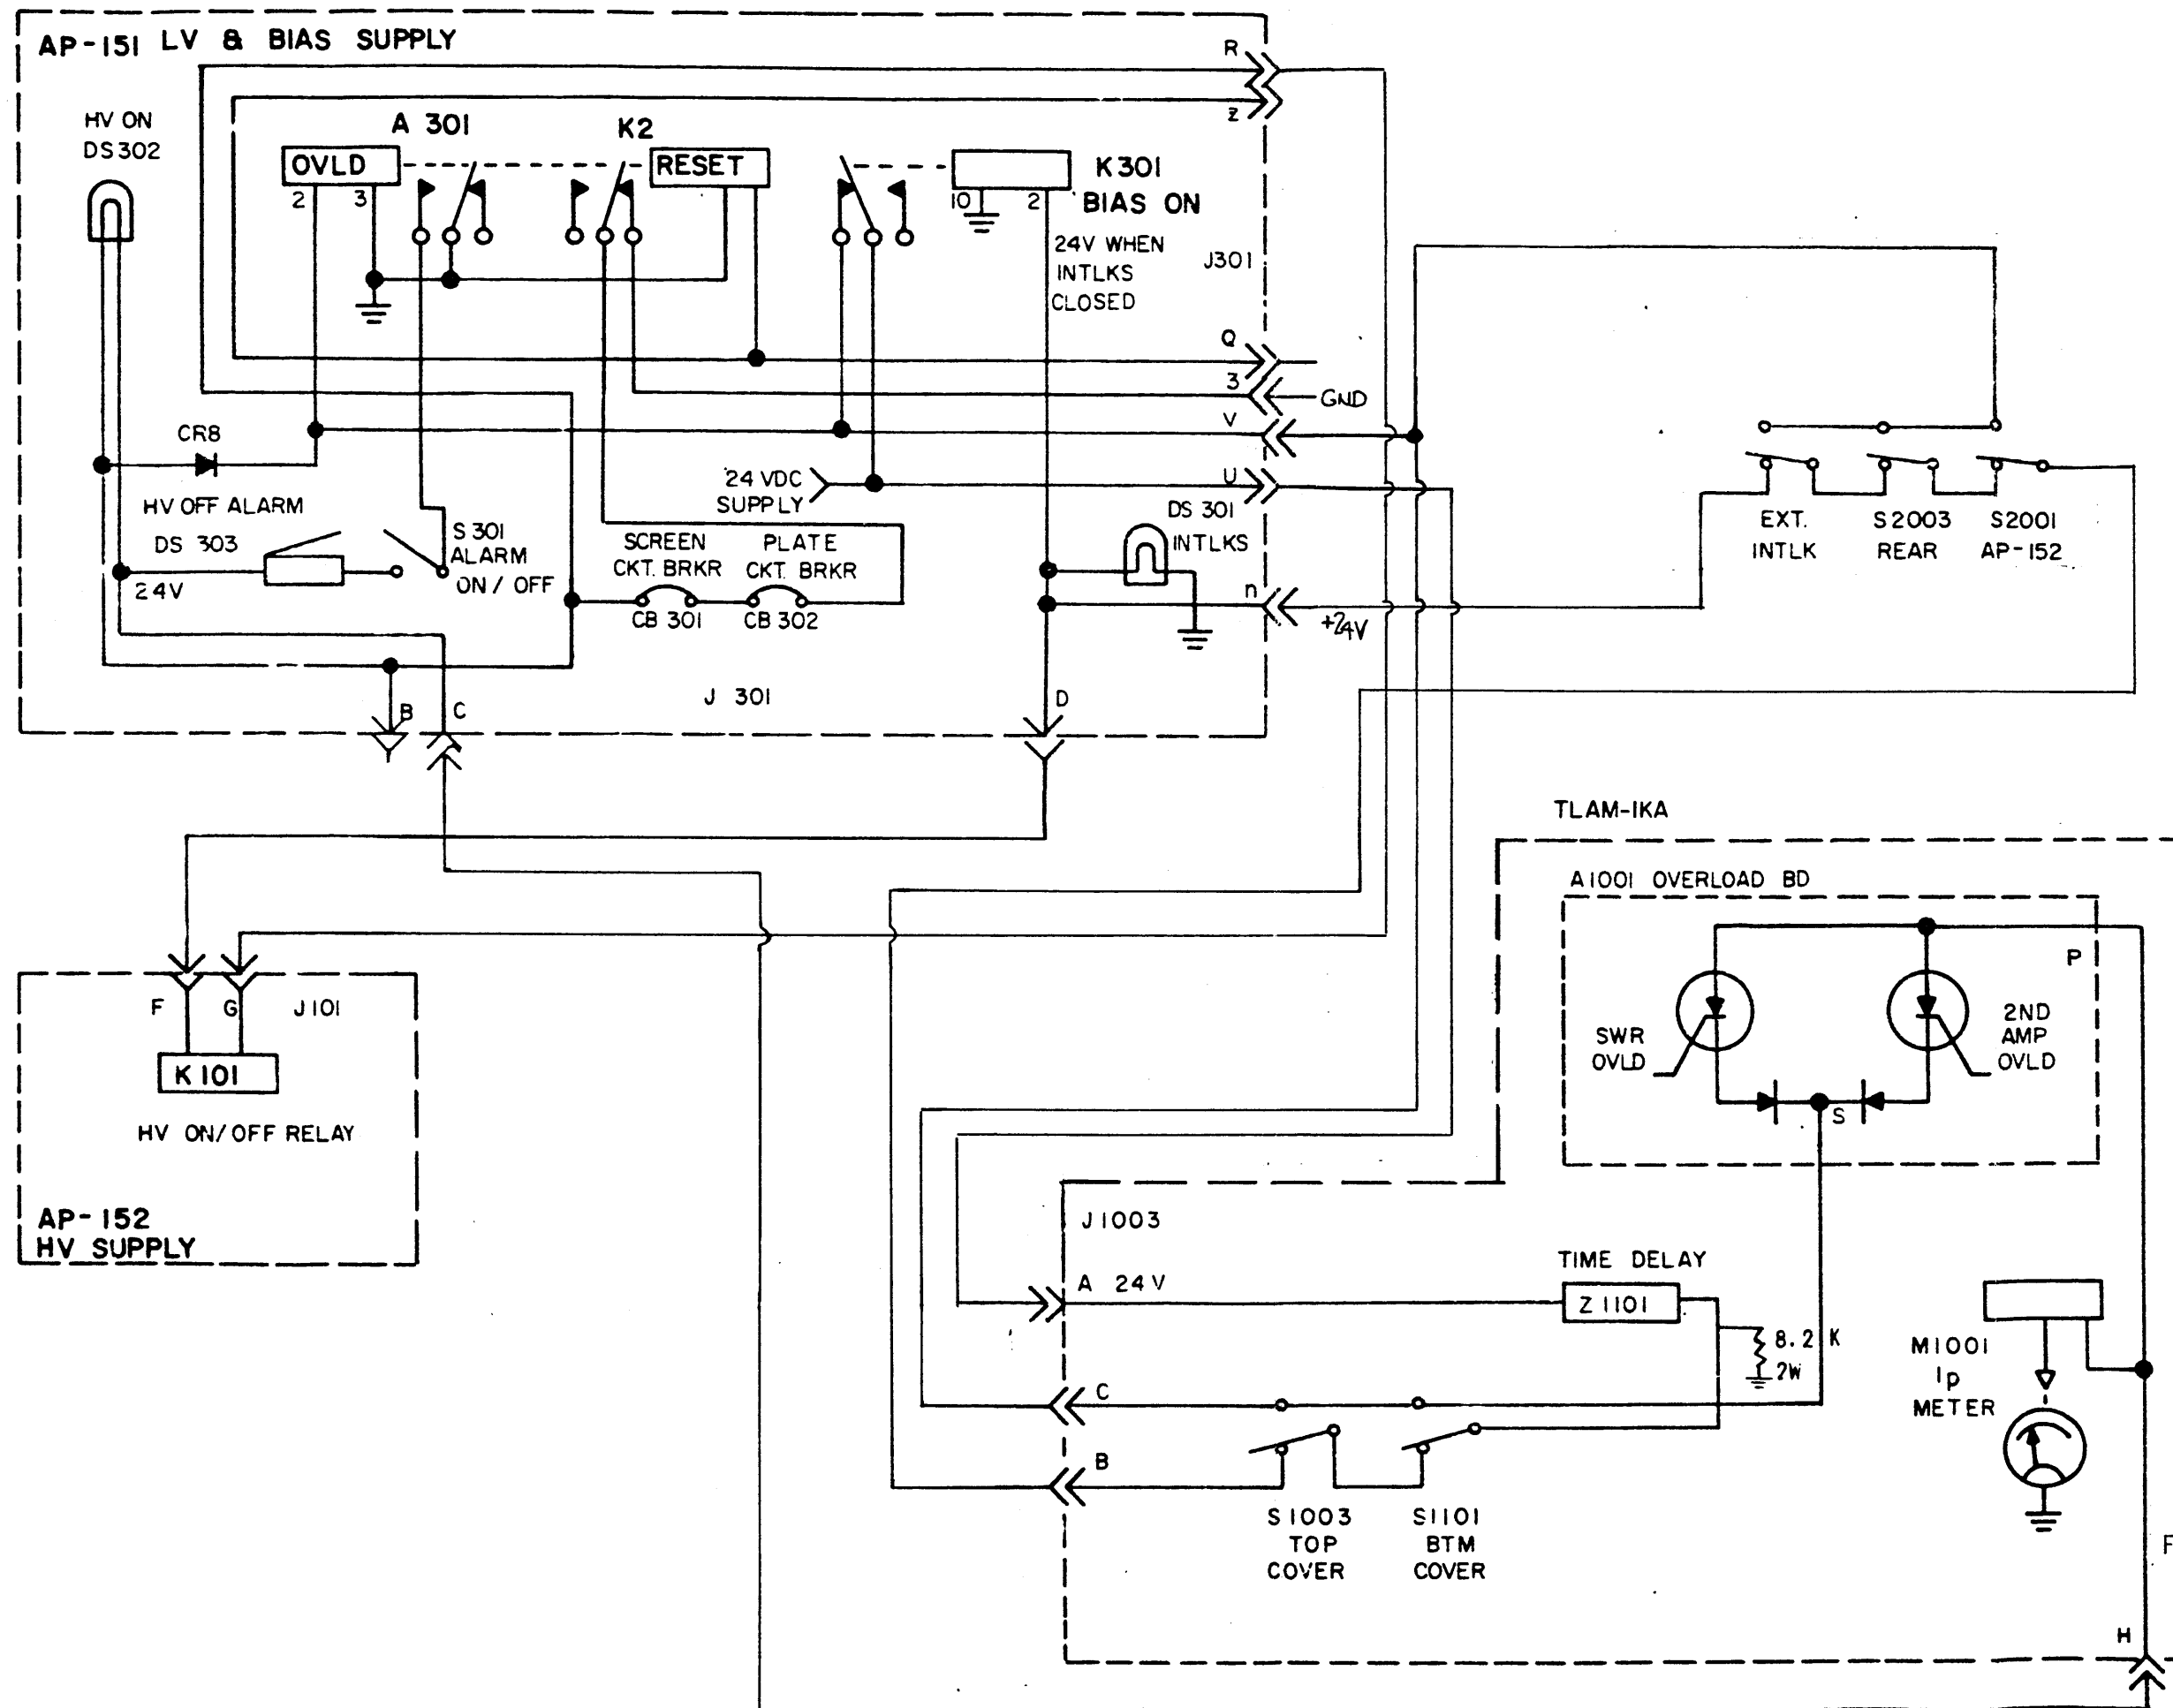 AP-151 LV & BIAS SUPPLY
R
Z
HV ON
DS302
A 301
K2
OVLD
RESET
2
3
10
2
K301
BIAS ON
24V WHEN
INTLKS
CLOSED
J301
Q
3
GND
V
CR8
24 VDC
SUPPLY
U
HV OFF ALARM
DS 303
24V
S 301
ALARM
ON / OFF
SCREEN
CKT. BRKR
CB 301
PLATE
CKT. BRKR
CB 302
DS 301
INTLKS
n
+24V
EXT.
INTLK
S2003
REAR
S2001
AP-152
J 301
B
C
D
TLAM-IKA
A1001 OVERLOAD BD
P
SWR
OVLD
2ND
AMP
OVLD
S
F
G
J101
K101
HV ON/OFF RELAY
AP-152
HV SUPPLY
J1003
A 24V
TIME DELAY
Z1101
8.2 K
2W
C
B
M1001
Ip
METER
S1003
TOP
COVER
S1101
BTM
COVER
F
H